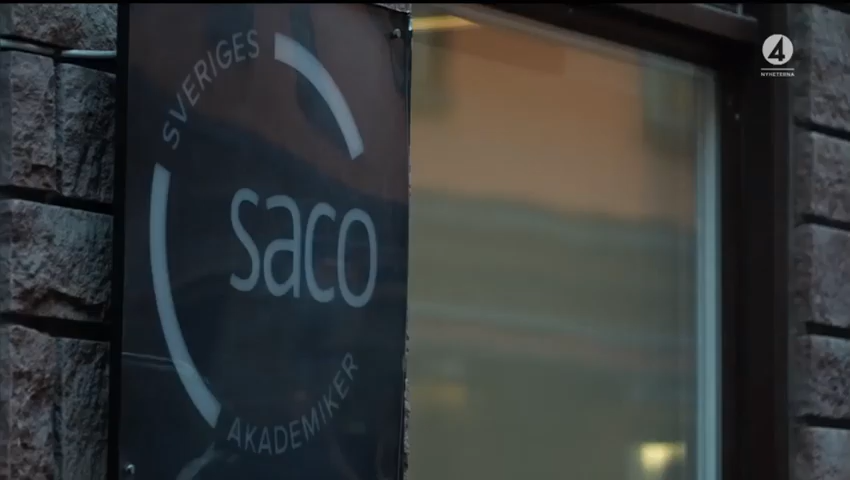 SVERIGES
saco
AKADEMIKER
4
NYHETERNA